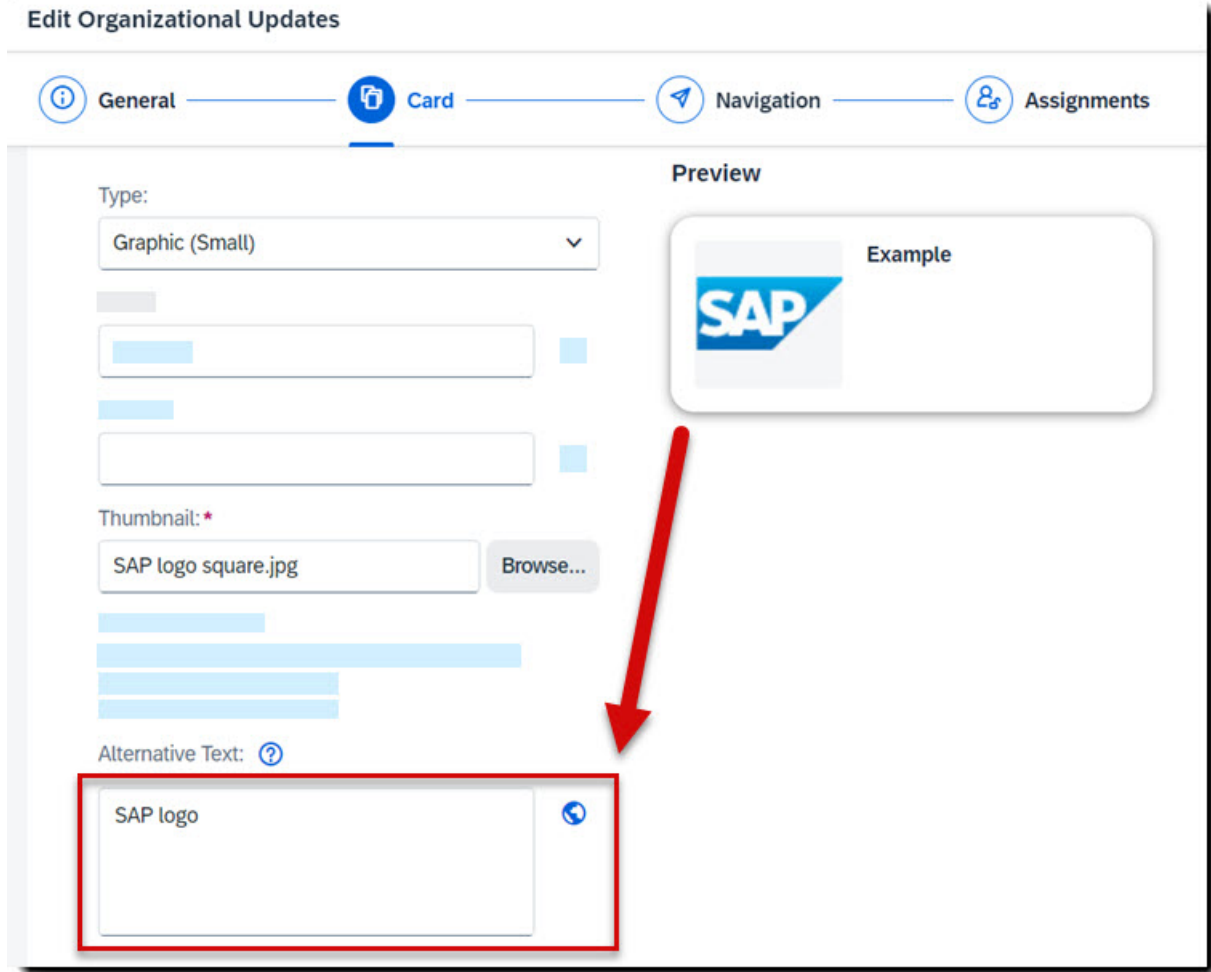 Edit Organizational Updates
General
Card
Navigation
Assignments
Type:
Graphic (Small)
Thumbnail:*
SAP logo square.jpg
Browse...
Alternative Text:
SAP logo
Preview
SAP
Example